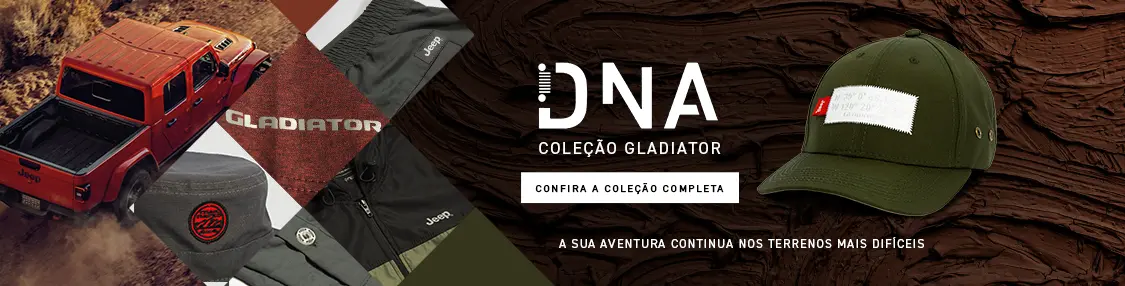 Jeep
GLADIATOR
Jeep
Jeep
DNA
COLEÇÃO GLADIATOR
CONFIRA A COLEÇÃO COMPLETA
A SUA AVENTURA CONTINUA NOS TERRENOS MAIS DIFÍCEIS